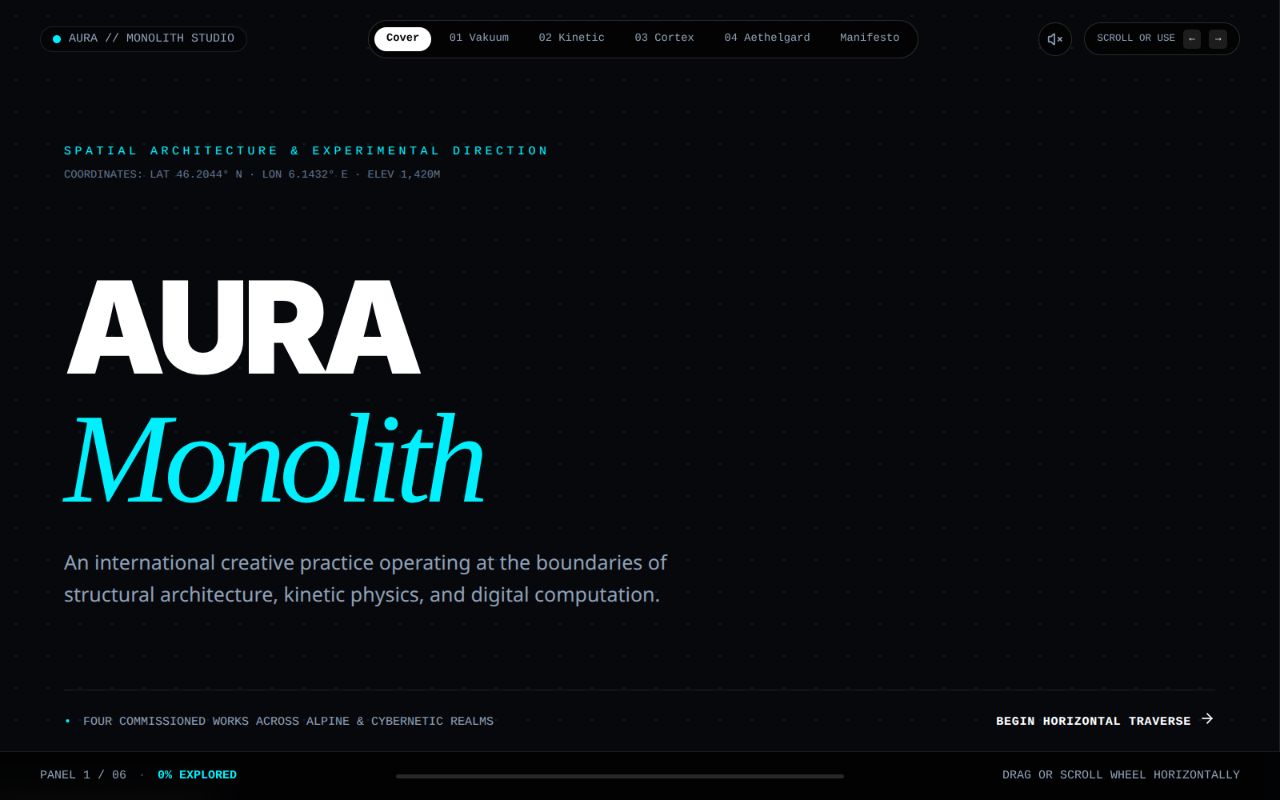 AURA // MONOLITH STUDIO
Cover
01 Vakuum
02 Kinetic
03 Cortex
04 Aethelgard
Manifesto
SCROLL OR USE ← →
SPATIAL ARCHITECTURE & EXPERIMENTAL DIRECTION
COORDINATES: LAT 46.2044° N · LON 6.1432° E · ELEV 1,420M
AURA
Monolith
An international creative practice operating at the boundaries of
structural architecture, kinetic physics, and digital computation.
• FOUR COMMISSIONED WORKS ACROSS ALPINE & CYBERNETIC REALMS
BEGIN HORIZONTAL TRAVERSE →
PANEL 1 / 06 · 0% EXPLORED
DRAG OR SCROLL WHEEL HORIZONTALLY